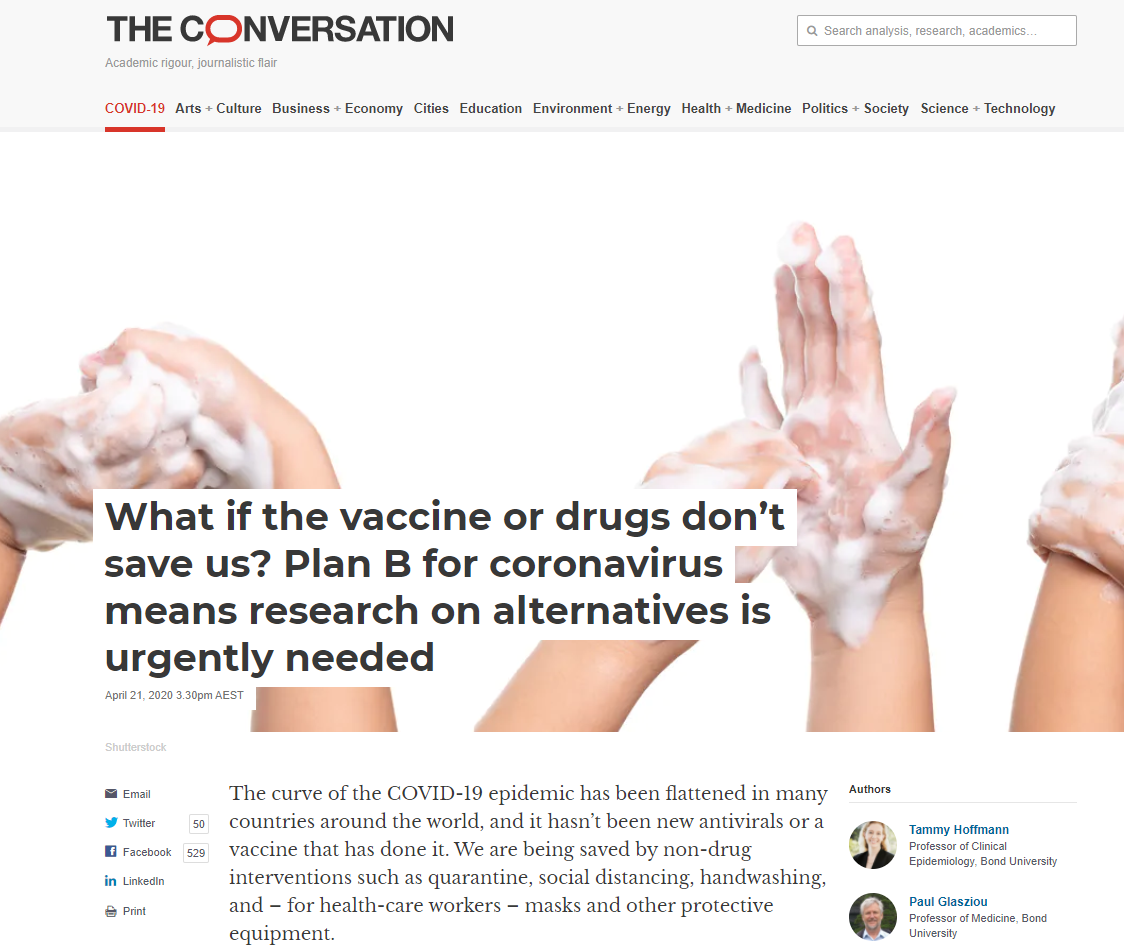 THE CONVERSATION
Search analysis, research, academics…
Academic rigour, journalistic flair
COVID-19 Arts + Culture Business + Economy Cities Education Environment + Energy Health + Medicine Politics + Society Science + Technology
What if the vaccine or drugs don’t
save us? Plan B for coronavirus
means research on alternatives is
urgently needed
April 21, 2020 3.30pm AEST
Shutterstock
Email
Twitter 50
Facebook 529
LinkedIn
Print
The curve of the COVID-19 epidemic has been flattened in many
countries around the world, and it hasn’t been new antivirals or a
vaccine that has done it. We are being saved by non-drug
interventions such as quarantine, social distancing, handwashing,
and – for health-care workers – masks and other protective
equipment.
Authors
Tammy Hoffmann
Professor of Clinical
Epidemiology, Bond University
Paul Glasziou
Professor of Medicine, Bond
University